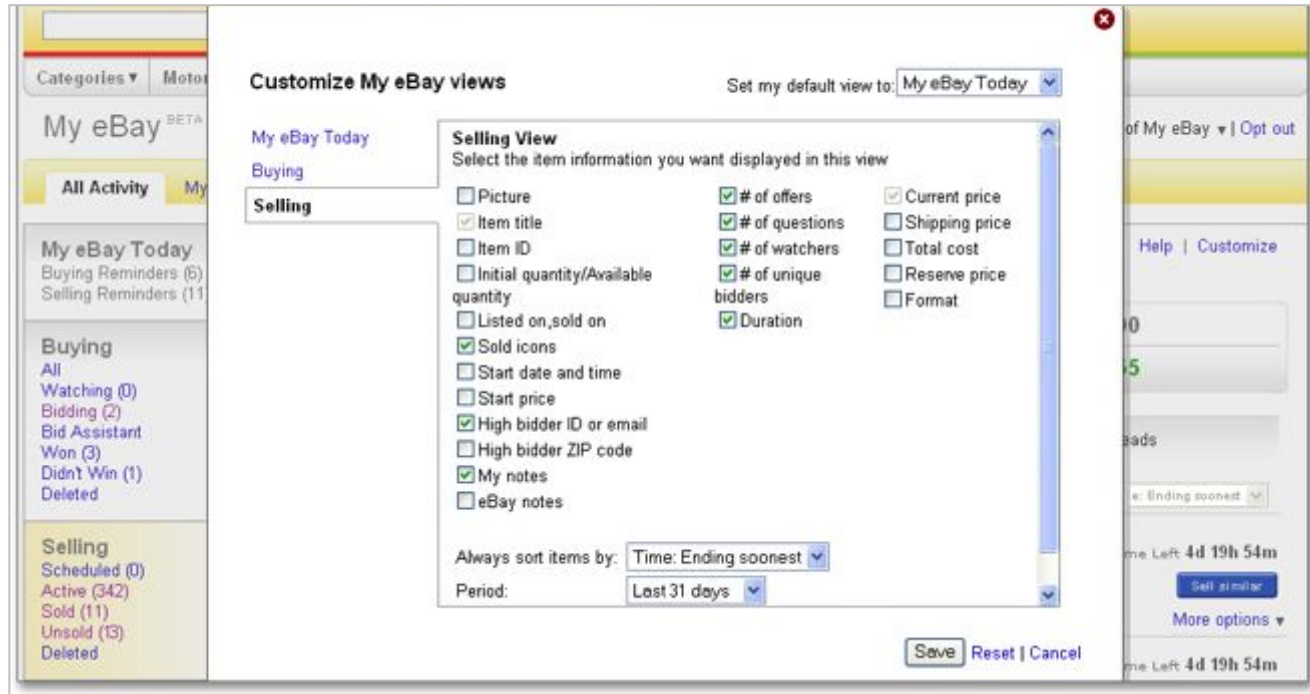 Categories ▾
My eBay BETA
All Activity
My eBay Today
Buying Reminders (6)
Selling Reminders (11
Buying
All
Watching (0)
Bidding (2)
Bid Assistant
Won (3)
Didn't Win (1)
Deleted
Selling
Scheduled (0)
Active (342)
Sold (11)
Unsold (13)
Deleted
Customize My eBay views
Set my default view to: My eBay Today
My eBay Today
Buying
Selling
Selling View
Select the item information you want displayed in this view
Picture
Item title
Item ID
Initial quantity/Available
quantity
Listed on,sold on
Sold icons
Start date and time
Start price
High bidder ID or email
High bidder ZIP code
My notes
eBay notes
# of offers
# of questions
# of watchers
# of unique
bidders
Duration
Current price
Shipping price
Total cost
Reserve price
Format
Always sort items by: Time: Ending soonest
Period: Last 31 days
Save Reset | Cancel
of My eBay ▾ | Opt out
Help | Customize
e: Ending soonest
me Left 4d 19h 54m
Sell similar
More options ▾
me Left 4d 19h 54m